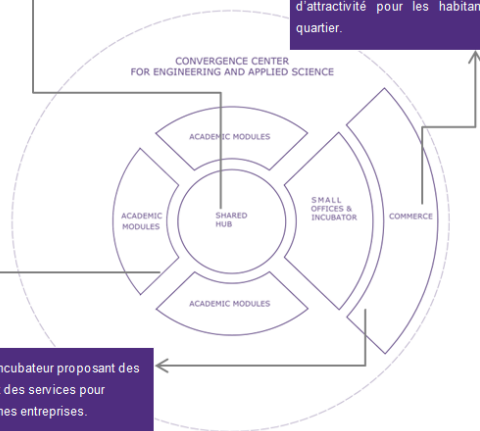 d'attractivité pour les habitan
quartier.
CONVERGENCE CENTER
FOR ENGINEERING AND APPLIED SCIENCE
ACADEMIC MODULES
ACADEMIC
MODULES
SHARED
HUB
SMALL
OFFICES &
INCUBATOR
COMMERCE
ACADEMIC MODULES
ncubateur proposant des
des services pour
nes entreprises.